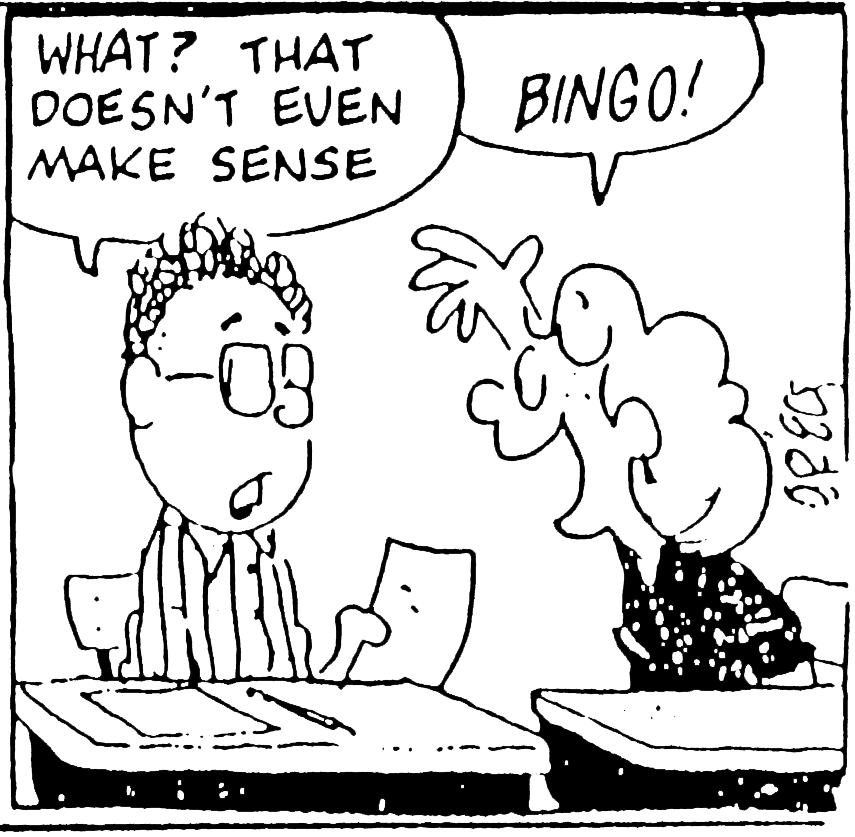 WHAT? THAT
DOESN'T EVEN
MAKE SENSE
BINGO!